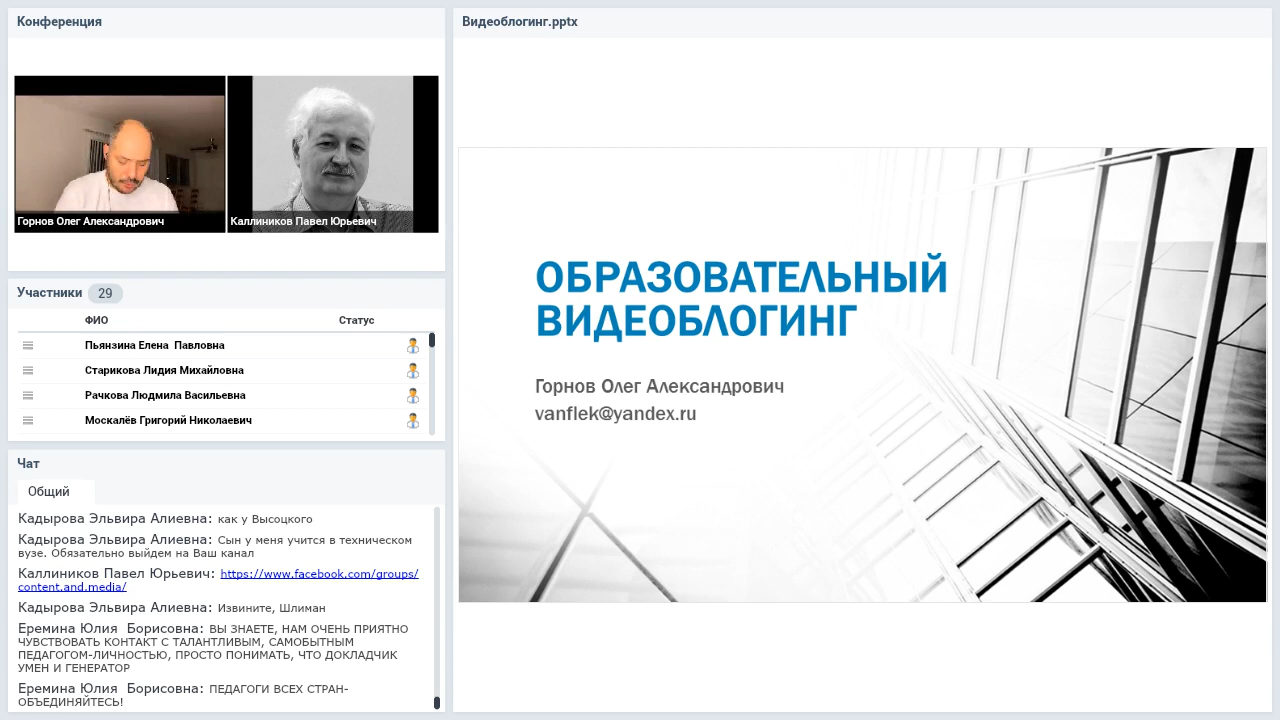 Конференция
Горнов Олег Александрович
Каллиников Павел Юрьевич
Участники 29
ФИО Статус
Пьянзина Елена Павловна
Старикова Лидия Михайловна
Рачкова Людмила Васильевна
Москалёв Григорий Николаевич
Чат
Общий
Кадырова Эльвира Алиевна: как у Высоцкого
Кадырова Эльвира Алиевна: Сын у меня учится в техническом
вузе. Обязательно выйдем на Ваш канал
Каллиников Павел Юрьевич: https://www.facebook.com/groups/
content.and.media/
Кадырова Эльвира Алиевна: Извините, Шлиман
Еремина Юлия Борисовна: ВЫ ЗНАЕТЕ, НАМ ОЧЕНЬ ПРИЯТНО
ЧУВСТВОВАТЬ КОНТАКТ С ТАЛАНТЛИВЫМ, САМОБЫТНЫМ
ПЕДАГОГОМ-ЛИЧНОСТЬЮ, ПРОСТО ПОНИМАТЬ, ЧТО ДОКЛАДЧИК
УМЕН И ГЕНЕРАТОР
Еремина Юлия Борисовна: ПЕДАГОГИ ВСЕХ СТРАН-
ОБЪЕДИНЯЙТЕСЬ!
Видеоблогинг.pptx
ОБРАЗОВАТЕЛЬНЫЙ
ВИДЕОБЛОГИНГ
Горнов Олег Александрович
vanflek@yandex.ru